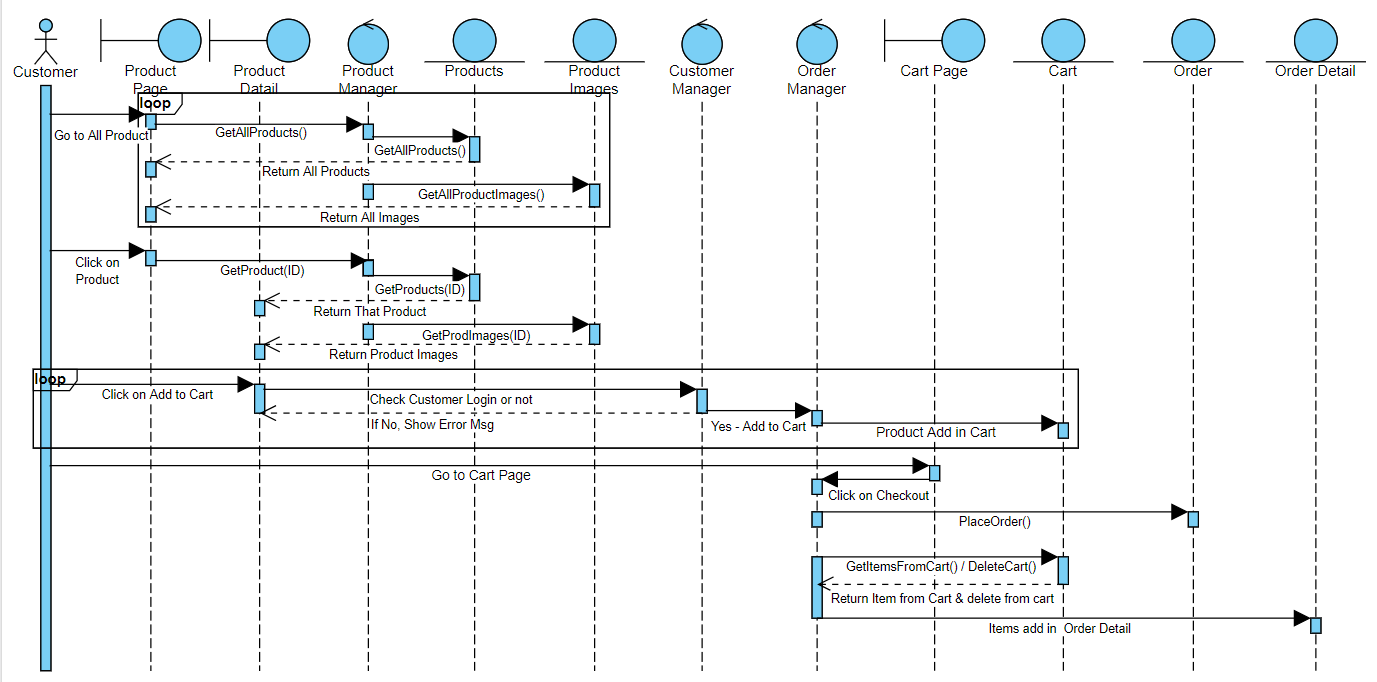 Customer
Product
Page
Product
Datail
Product
Manager
Products
Product
Images
Customer
Manager
Order
Manager
Cart Page
Cart
Order
Order Detail
loop
Go to All Product
GetAllProducts()
GetAllProducts()
Return All Products
GetAllProductImages()
Return All Images
Click on
Product
GetProduct(ID)
GetProducts(ID)
Return That Product
GetProdImages(ID)
Return Product Images
loop
Click on Add to Cart
Check Customer Login or not
If No, Show Error Msg
Yes - Add to Cart
Product Add in Cart
Go to Cart Page
Click on Checkout
PlaceOrder()
GetItemsFromCart() / DeleteCart()
Return Item from Cart & delete from cart
Items add in  Order Detail